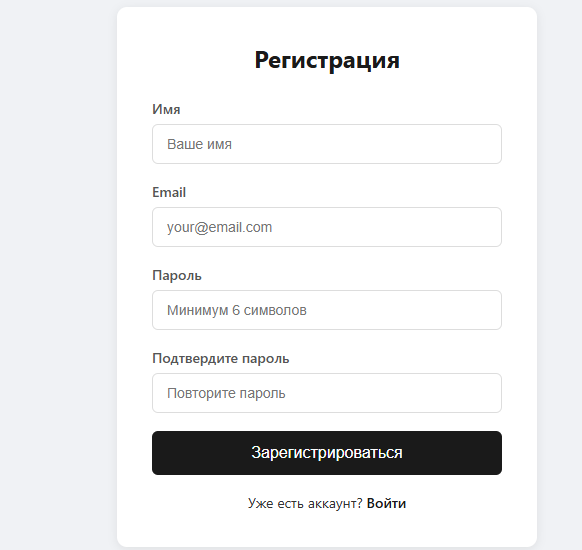 Регистрация
Имя
Ваше имя
Email
your@email.com
Пароль
Минимум 6 символов
Подтвердите пароль
Повторите пароль
Зарегистрироваться
Уже есть аккаунт? Войти